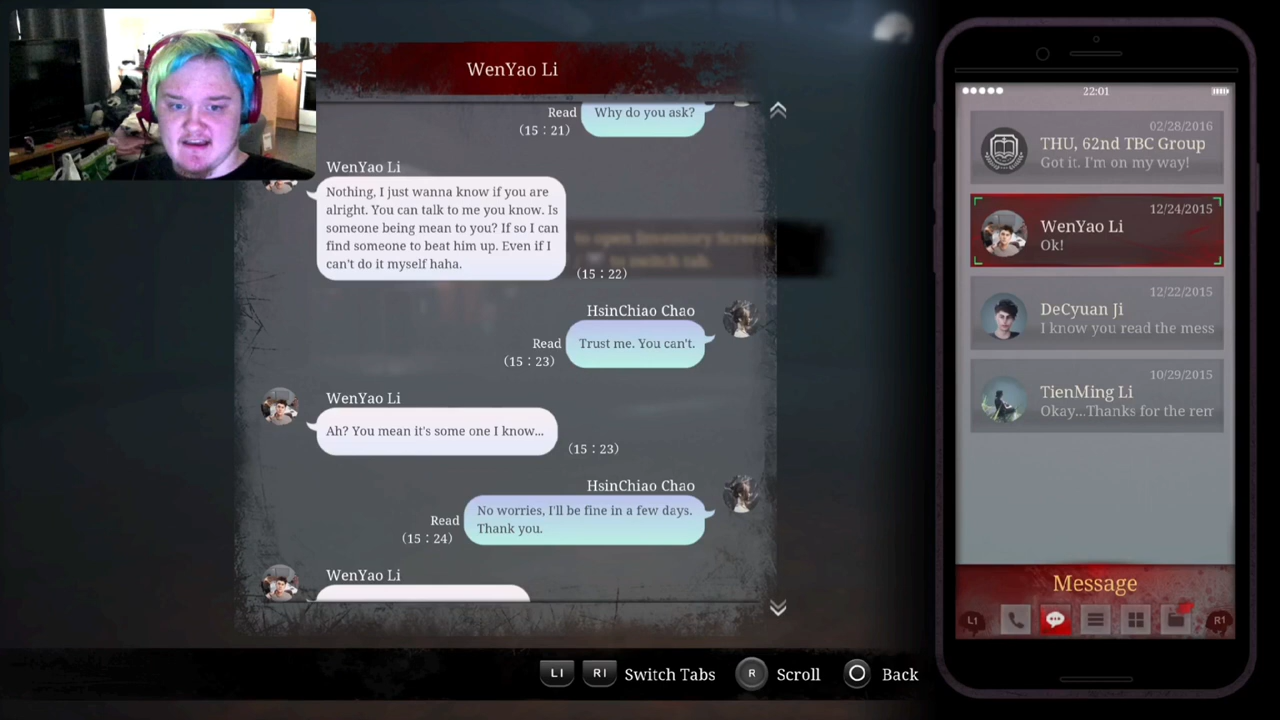 WenYao Li
Read
(15 : 21)
Why do you ask?
WenYao Li
Nothing, I just wanna know if you are
alright. You can talk to me you know. Is
someone being mean to you? If so I can
find someone to beat him up. Even if I
can't do it myself haha.
(15 : 22)
to open Inventory Screen
to switch tab.
HsinChiao Chao
Read
(15 : 23)
Trust me. You can't.
WenYao Li
Ah? You mean it's some one I know...
(15 : 23)
HsinChiao Chao
Read
(15 : 24)
No worries, I'll be fine in a few days.
Thank you.
WenYao Li
L1 R1 Switch Tabs R Scroll Back
22:01
02/28/2016
THU, 62nd TBC Group
Got it. I'm on my way!
12/24/2015
WenYao Li
Ok!
12/22/2015
DeCyuan Ji
I know you read the mess
10/29/2015
TienMing Li
Okay...Thanks for the rem
Message
L1 R1